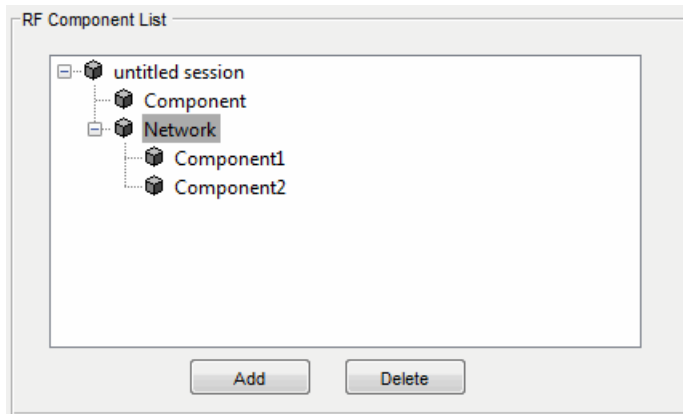 RF Component List
untitled session
Component
Network
Component1
Component2
Add Delete